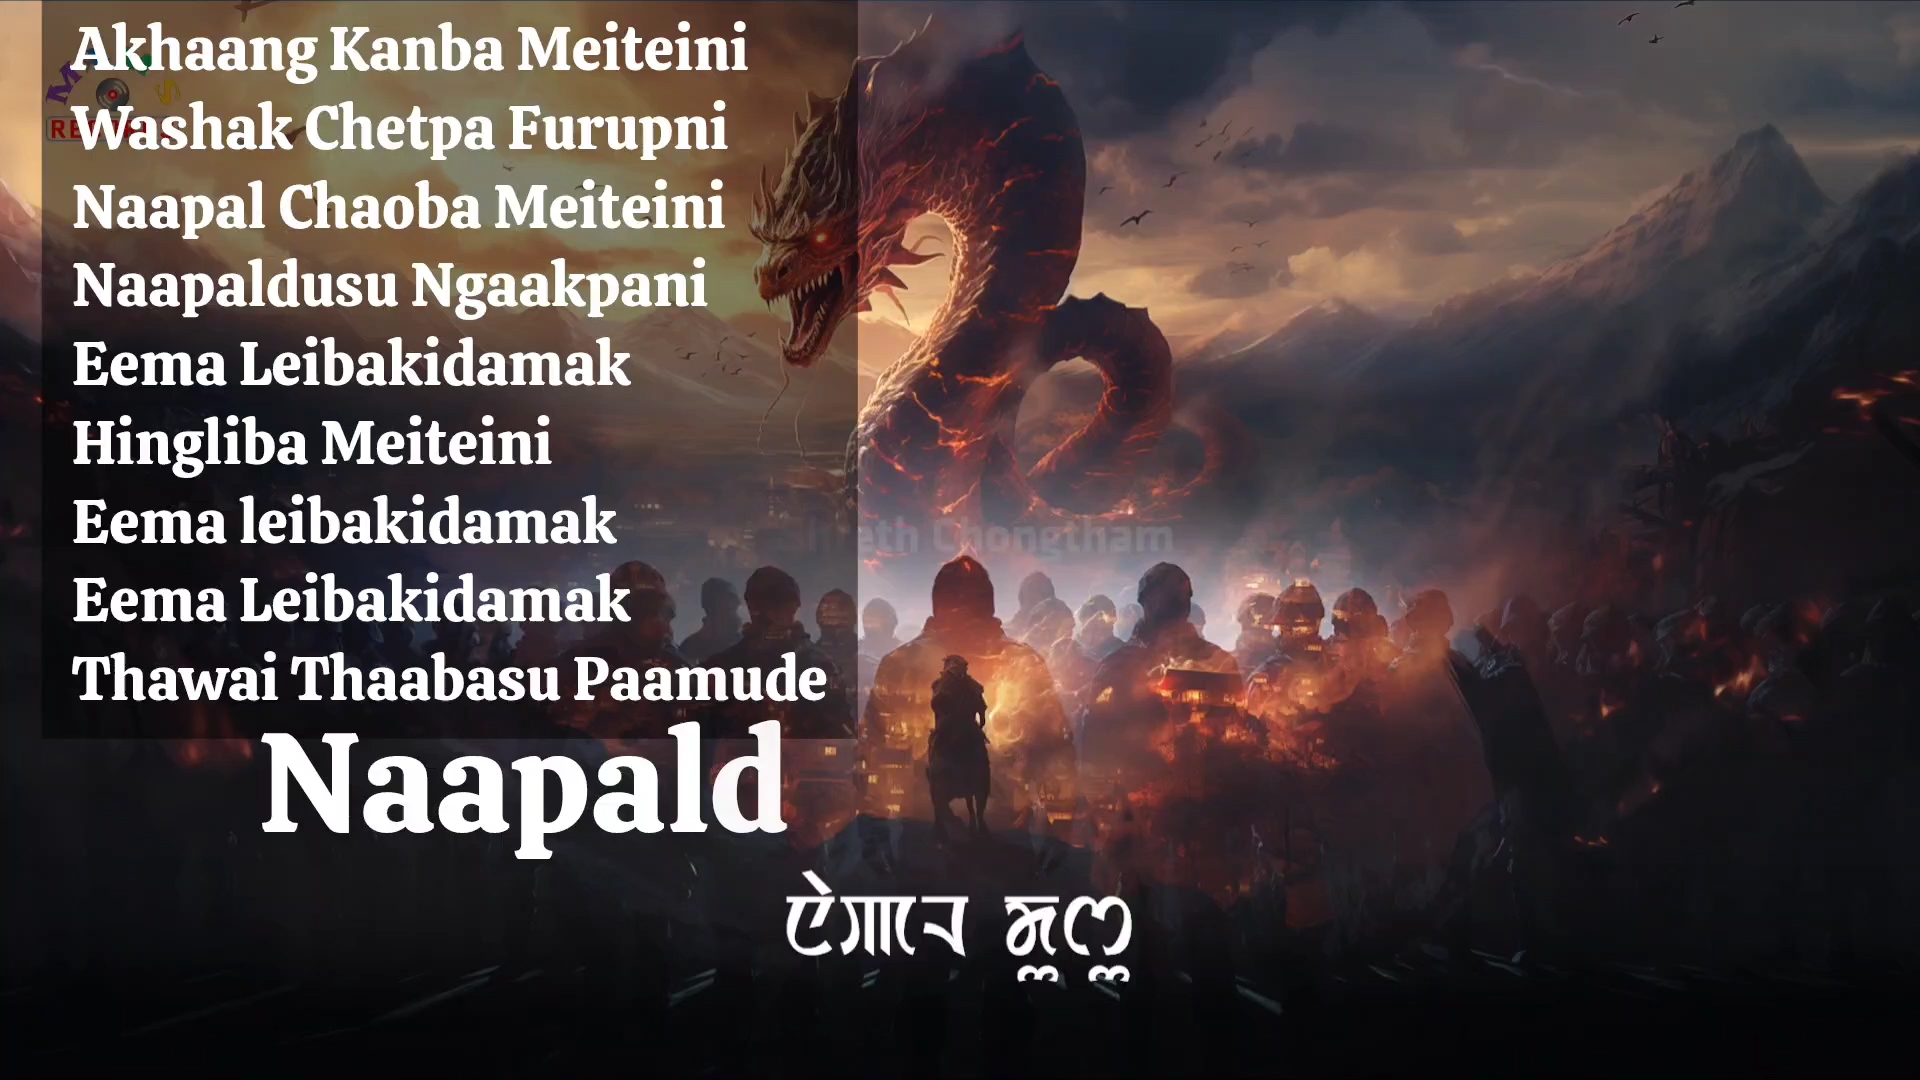 Akhaang Kanba Meiteini
Washak Chetpa Furupni
Naapal Chaoba Meiteini
Naapaldusu Ngaakpani
Eema Leibakidamak
Hingliba Meiteini
Eema leibakidamak
Chongtham
Eema Leibakidamak
Thawai Thaabasu Paamude
Naapald